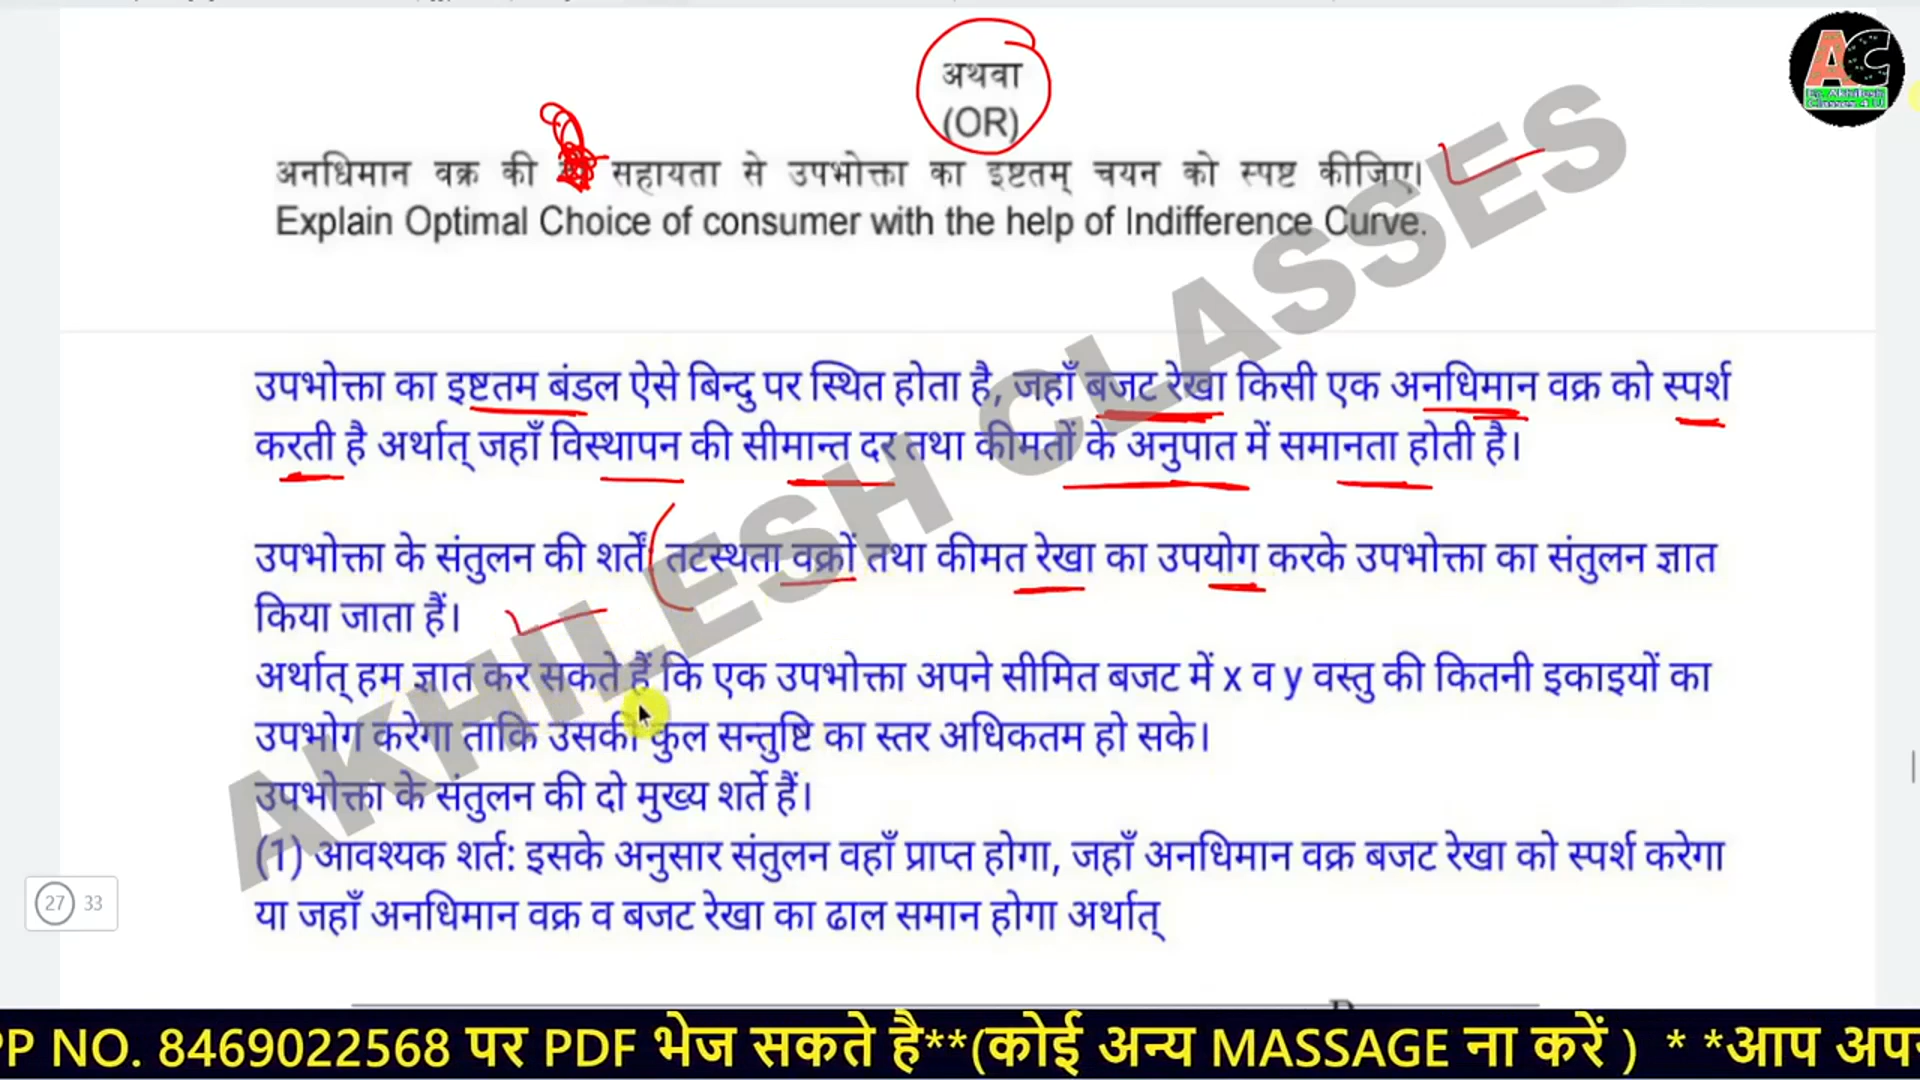 अथवा
(OR)
अनधिमान वक्र की सहायता से उपभोक्ता का इष्टतम् चयन को स्पष्ट कीजिए।
Explain Optimal Choice of consumer with the help of Indifference Curve.
उपभोक्ता का इष्टतम बंडल ऐसे बिन्दु पर स्थित होता है, जहाँ बजट रेखा किसी एक अनधिमान वक्र को स्पर्श
करती है अर्थात् जहाँ विस्थापन की सीमान्त दर तथा कीमतों के अनुपात में समानता होती है।
उपभोक्ता के संतुलन की शर्तें तटस्थता वक्रों तथा कीमत रेखा का उपयोग करके उपभोक्ता का संतुलन ज्ञात
किया जाता हैं।
अर्थात् हम ज्ञात कर सकते हैं कि एक उपभोक्ता अपने सीमित बजट में x व y वस्तु की कितनी इकाइयों का
उपभोग करेगा ताकि उसकी कुल सन्तुष्टि का स्तर अधिकतम हो सके।
उपभोक्ता के संतुलन की दो मुख्य शर्ते हैं।
(1) आवश्यक शर्त: इसके अनुसार संतुलन वहाँ प्राप्त होगा, जहाँ अनधिमान वक्र बजट रेखा को स्पर्श करेगा
या जहाँ अनधिमान वक्र व बजट रेखा का ढाल समान होगा अर्थात्
AKHILESH CLASSES
AC
By. Akhilesh
Classes 4 U
27 33
PP NO. 8469022568 पर PDF भेज सकते है**(कोई अन्य MASSAGE ना करें ) * *आप अप